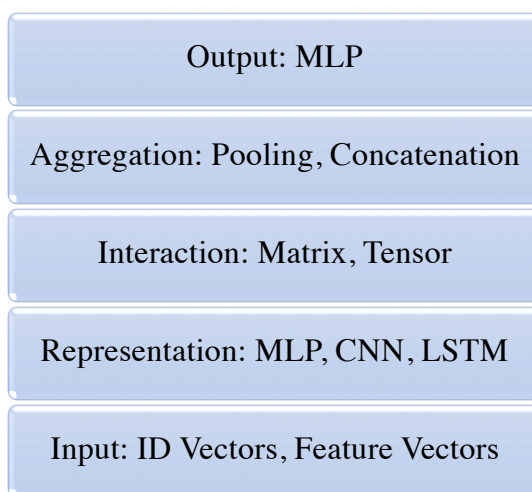 Output: MLP
Aggregation: Pooling, Concatenation
Interaction: Matrix, Tensor
Representation: MLP, CNN, LSTM
Input: ID Vectors, Feature Vectors